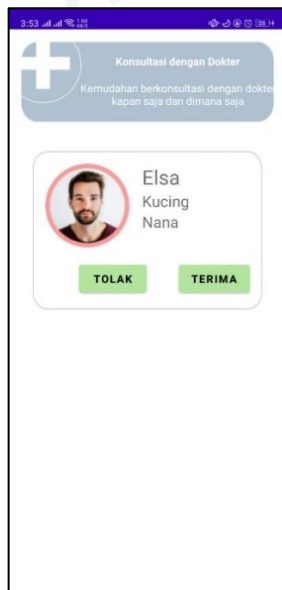 3:53
Konsultasi dengan Dokter
Kemudahan berkonsultasi dengan dokter
kapan saja dan dimana saja
Elsa
Kucing
Nana
TOLAK TERIMA